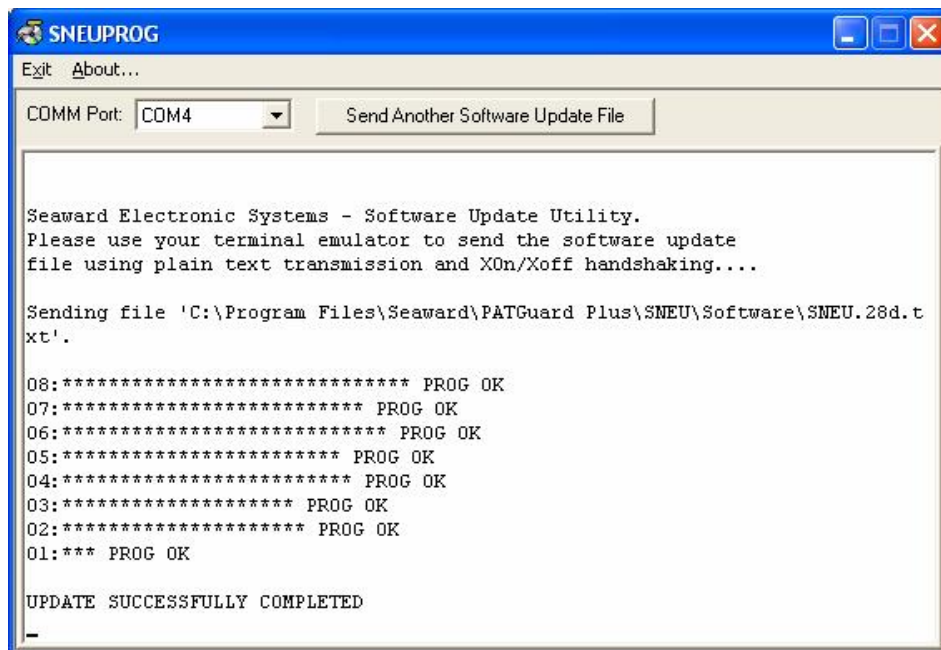 SNEUPROG
Exit About...
COMM Port: COM4 Send Another Software Update File
Seaward Electronic Systems - Software Update Utility.
Please use your terminal emulator to send the software update
file using plain text transmission and XOn/Xoff handshaking....
Sending file 'C:\Program Files\Seaward\PATGuard Plus\SNEU\Software\SNEU.28d.t
xt'.
08:****************************** PROG OK
07:************************** PROG OK
06:**************************** PROG OK
05:************************ PROG OK
04:************************* PROG OK
03:******************** PROG OK
02:********************* PROG OK
01:*** PROG OK
UPDATE SUCCESSFULLY COMPLETED